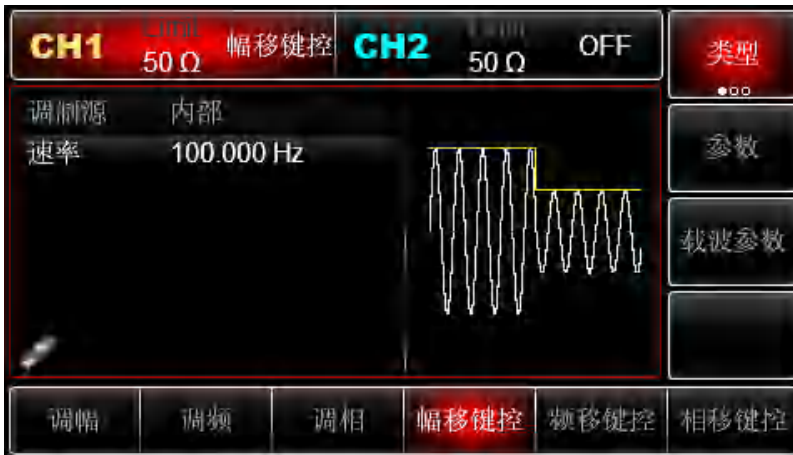 CH1 Limit 50 Ω 幅移键控 CH2 Limit 50 Ω OFF
类型
调制源 内部
速率 100.000 Hz
参数
载波参数
调幅 调频 调相 幅移键控 频移键控 相移键控